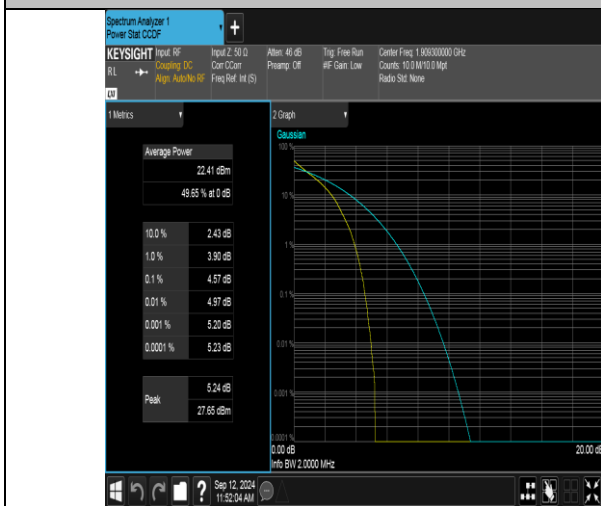 Spectrum Analyzer 1
Power Stat CCDF
+
KEYSIGHT
RL
Input: RF
Coupling: DC
Align: Auto/No RF
Input Z: 50 Ω
Corr CCorr
Freq Ref: Int (S)
Atten: 46 dB
Preamp: Off
Trig: Free Run
#IF Gain: Low
Center Freq: 1.909300000 GHz
Counts: 10.0 M/10.0 Mpt
Radio Std: None
1 Metrics
Average Power
22.41 dBm
49.65 % at 0 dB
10.0 % 2.43 dB
1.0 % 3.90 dB
0.1 % 4.57 dB
0.01 % 4.97 dB
0.001 % 5.20 dB
0.0001 % 5.23 dB
Peak
5.24 dB
27.65 dBm
2 Graph
Gaussian
100 %
10 %
1 %
0.1 %
0.01 %
0.001 %
0.0001 %
0.00 dB
20.00 dB
Info BW 2.0000 MHz
?
Sep 12, 2024
11:52:04 AM